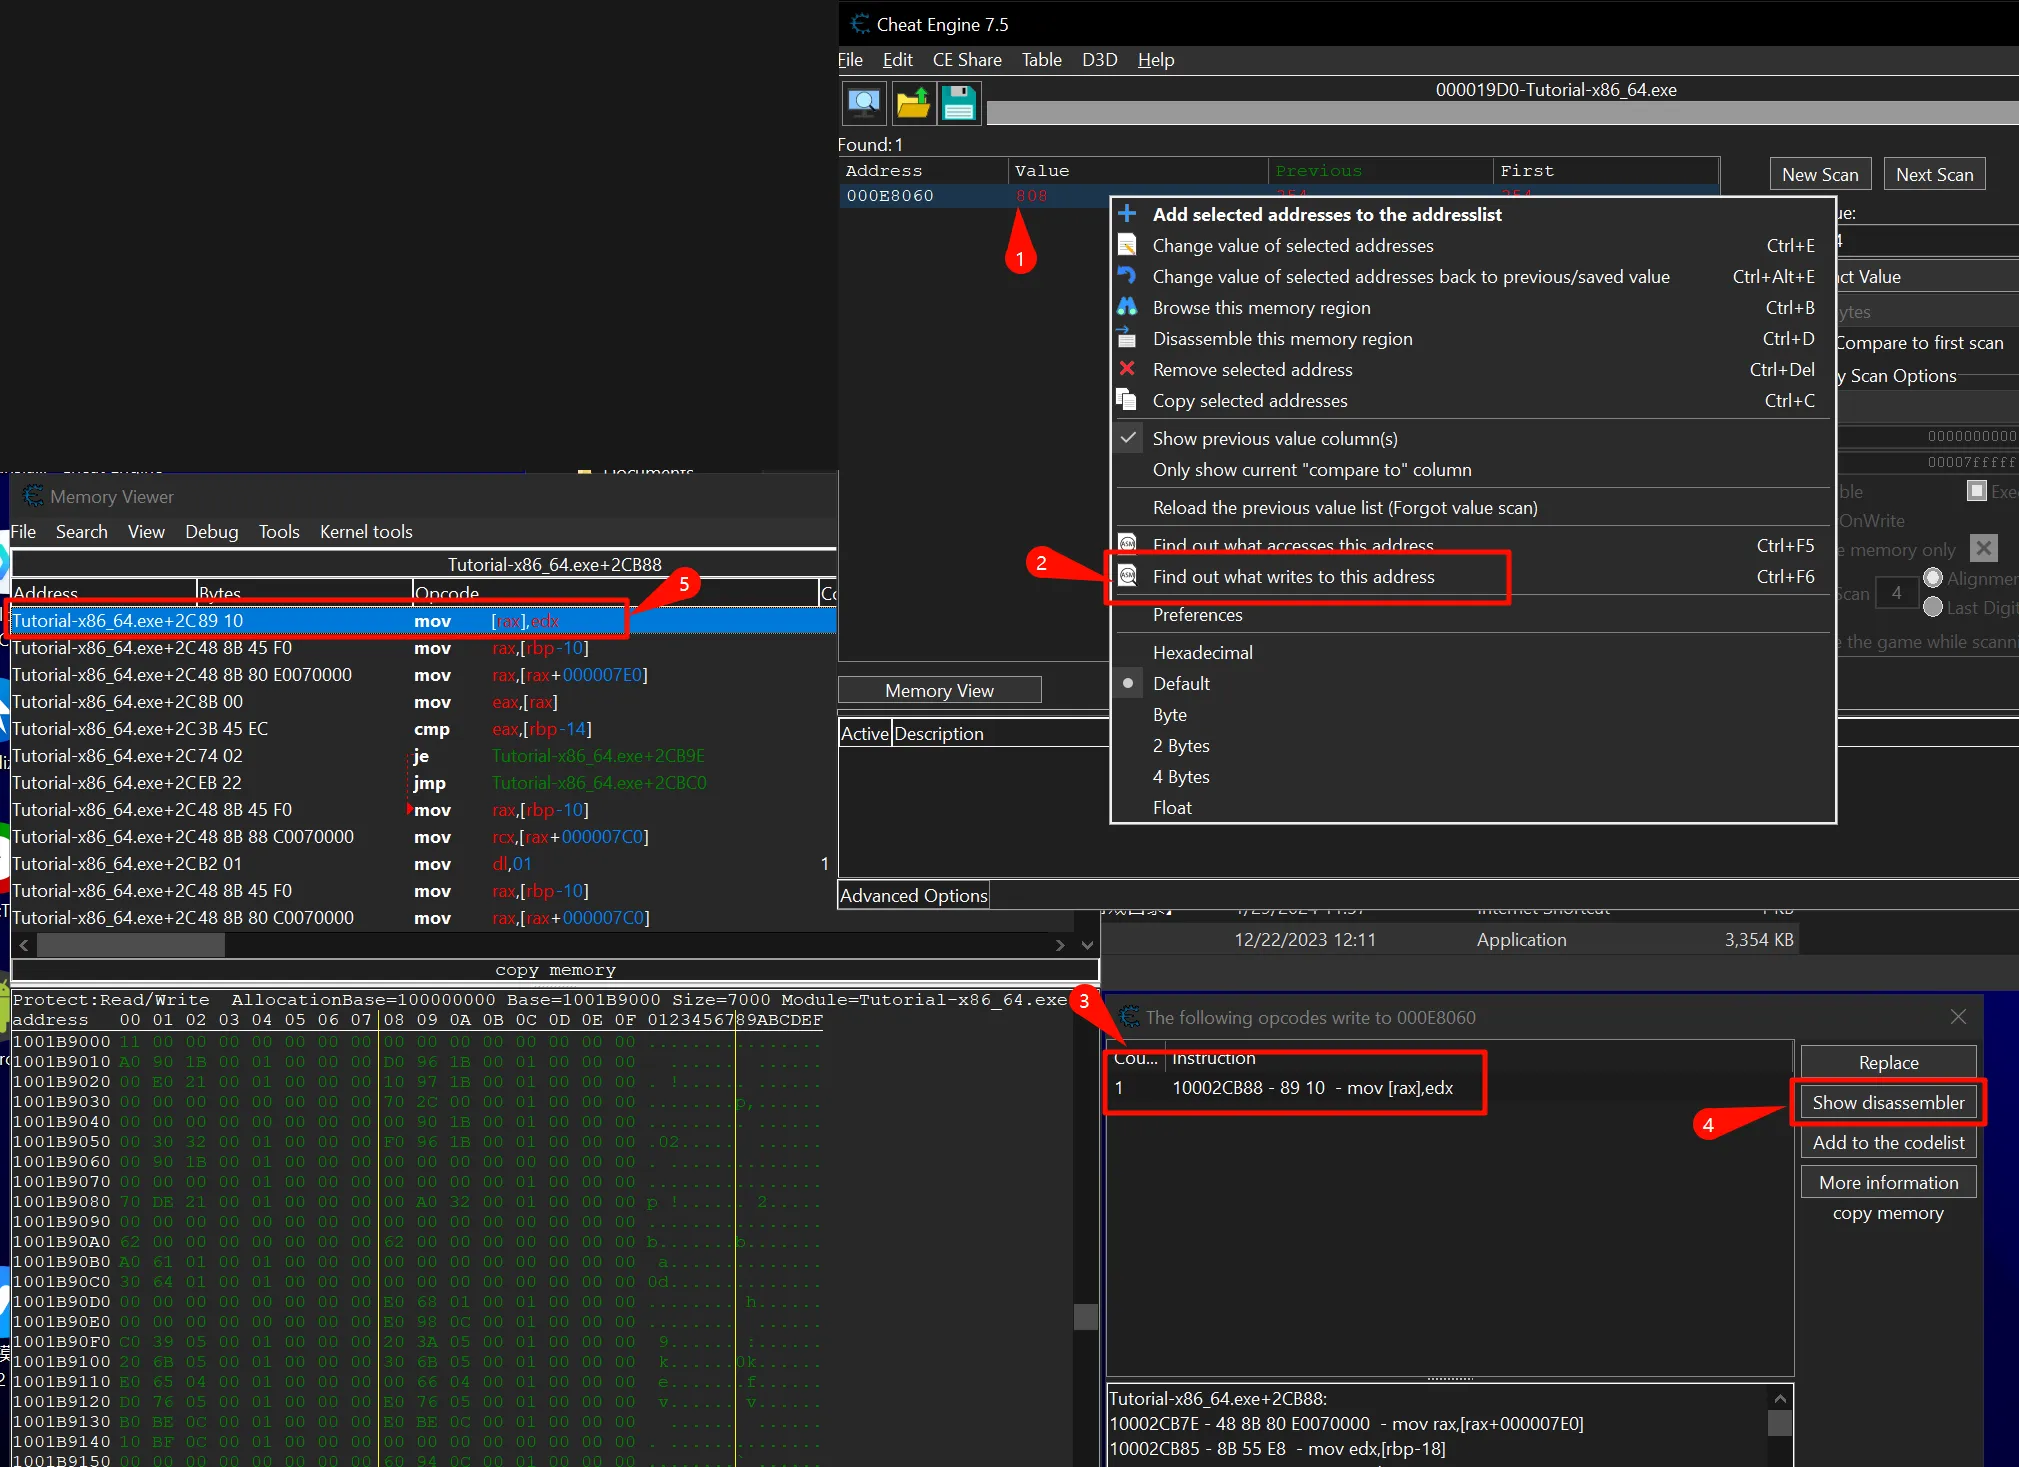 Cheat Engine 7.5
File Edit CE Share Table D3D Help
000019D0-Tutorial-x86_64.exe
Found: 1
Address Value Previous First
000E8060 808
New Scan Next Scan
1
Add selected addresses to the addresslist
Change value of selected addresses Ctrl+E
Change value of selected addresses back to previous/saved value Ctrl+Alt+E
Browse this memory region Ctrl+B
Disassemble this memory region Ctrl+D
Remove selected address Ctrl+Del
Copy selected addresses Ctrl+C
Show previous value column(s)
Only show current "compare to" column
Reload the previous value list (Forgot value scan)
Find out what accesses this address Ctrl+F5
2
Find out what writes to this address Ctrl+F6
Preferences
Hexadecimal
Default
Byte
2 Bytes
4 Bytes
Float
Value
Compare to first scan
Scan Options
0000000000
00007fffff
OnWrite
memory only
Scan 4
the game while
Memory View
Active Description
Advanced Options
Documents
Memory Viewer
File Search View Debug Tools Kernel tools
Tutorial-x86_64.exe+2CB88
Address Bytes Opcode
5
Tutorial-x86_64.exe+2C 89 10 mov [rax],edx
Tutorial-x86_64.exe+2C 48 8B 45 F0 mov rax,[rbp-10]
Tutorial-x86_64.exe+2C 48 8B 80 E0070000 mov rax,[rax+000007E0]
Tutorial-x86_64.exe+2C 8B 00 mov eax,[rax]
Tutorial-x86_64.exe+2C 3B 45 EC cmp eax,[rbp-14]
Tutorial-x86_64.exe+2C 74 02 je Tutorial-x86_64.exe+2CB9E
Tutorial-x86_64.exe+2C EB 22 jmp Tutorial-x86_64.exe+2CBC0
Tutorial-x86_64.exe+2C 48 8B 45 F0 mov rax,[rbp-10]
Tutorial-x86_64.exe+2C 48 8B 88 C0070000 mov rcx,[rax+000007C0]
Tutorial-x86_64.exe+2C B2 01 mov dl,01 1
Tutorial-x86_64.exe+2C 48 8B 45 F0 mov rax,[rbp-10]
Tutorial-x86_64.exe+2C 48 8B 80 C0070000 mov rax,[rax+000007C0]
copy memory
Protect:Read/Write AllocationBase=100000000 Base=1001B9000 Size=7000 Module=Tutorial-x86_64.exe
address 00 01 02 03 04 05 06 07 08 09 0A 0B 0C 0D 0E 0F 0123456789ABCDEF
1001B9000 11 00 00 00 00 00 00 00 00 00 00 00 00 00 00 00 ................
1001B9010 A0 90 1B 00 01 00 00 00 D0 96 1B 00 01 00 00 00
1001B9020 00 E0 21 00 01 00 00 00 10 97 1B 00 01 00 00 00
1001B9030 00 00 00 00 00 00 00 00 70 2C 00 00 01 00 00 00
1001B9040 00 00 00 00 00 00 00 00 00 90 1B 00 01 00 00 00
1001B9050 00 30 32 00 01 00 00 00 F0 96 1B 00 01 00 00 00
1001B9060 00 90 1B 00 01 00 00 00 00 00 00 00 00 00 00 00
1001B9070 00 00 00 00 00 00 00 00 00 00 00 00 00 00 00 00
1001B9080 70 DE 21 00 01 00 00 00 00 A0 32 00 01 00 00 00
1001B9090 00 00 00 00 00 00 00 00 00 00 00 00 00 00 00 00
1001B90A0 62 00 00 00 00 00 00 00 62 00 00 00 00 00 00 00
1001B90B0 A0 61 01 00 01 00 00 00 00 00 00 00 00 00 00 00
1001B90C0 30 64 01 00 01 00 00 00 00 00 00 00 00 00 00 00
1001B90D0 00 00 00 00 00 00 00 00 E0 68 01 00 01 00 00 00
1001B90E0 00 00 00 00 00 00 00 00 E0 98 0C 00 01 00 00 00
1001B90F0 C0 39 05 00 01 00 00 00 20 3A 05 00 01 00 00 00
1001B9100 20 6B 05 00 01 00 00 00 30 6B 05 00 01 00 00 00
1001B9110 E0 65 04 00 01 00 00 00 00 66 04 00 01 00 00 00
1001B9120 D0 76 05 00 01 00 00 00 E0 76 05 00 01 00 00 00
1001B9130 B0 BE 0C 00 01 00 00 00 E0 BE 0C 00 01 00 00 00
1001B9140 10 BF 0C 00 01 00 00 00 00 00 00 00 00 00 00 00
1001B9150 00 00 00 00 00 00 00 00 60 94 0C 00 01 00 00 00
12/22/2023 12:11 Application 3,354 KB
3
The following opcodes write to 000E8060
Cou... Instruction
1 10002CB88 - 89 10 - mov [rax],edx
Replace
4
Show disassembler
Add to the codelist
More information
copy memory
Tutorial-x86_64.exe+2CB88:
10002CB7E - 48 8B 80 E0070000 - mov rax,[rax+000007E0]
10002CB85 - 8B 55 E8 - mov edx,[rbp-18]